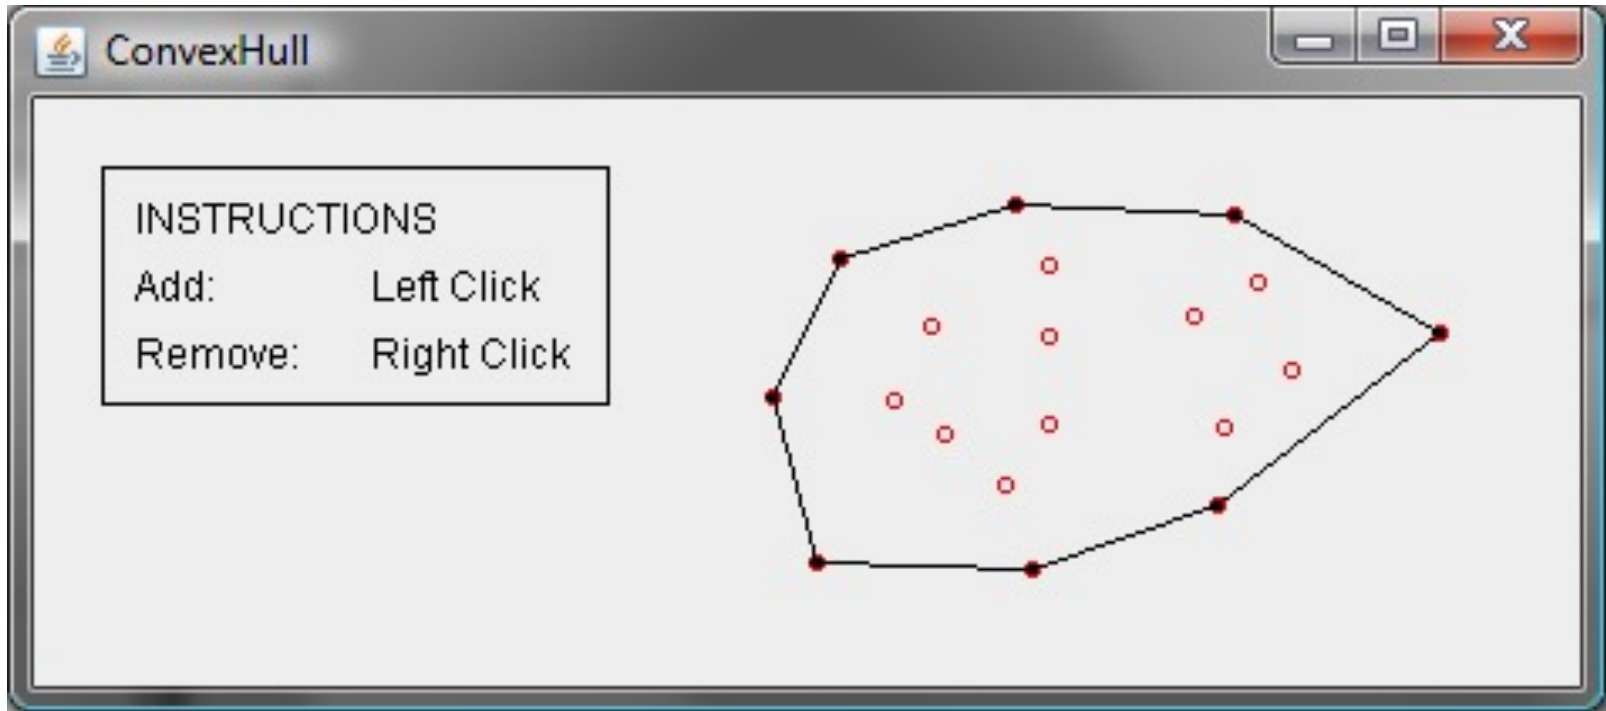 ConvexHull
INSTRUCTIONS
Add: Left Click
Remove: Right Click